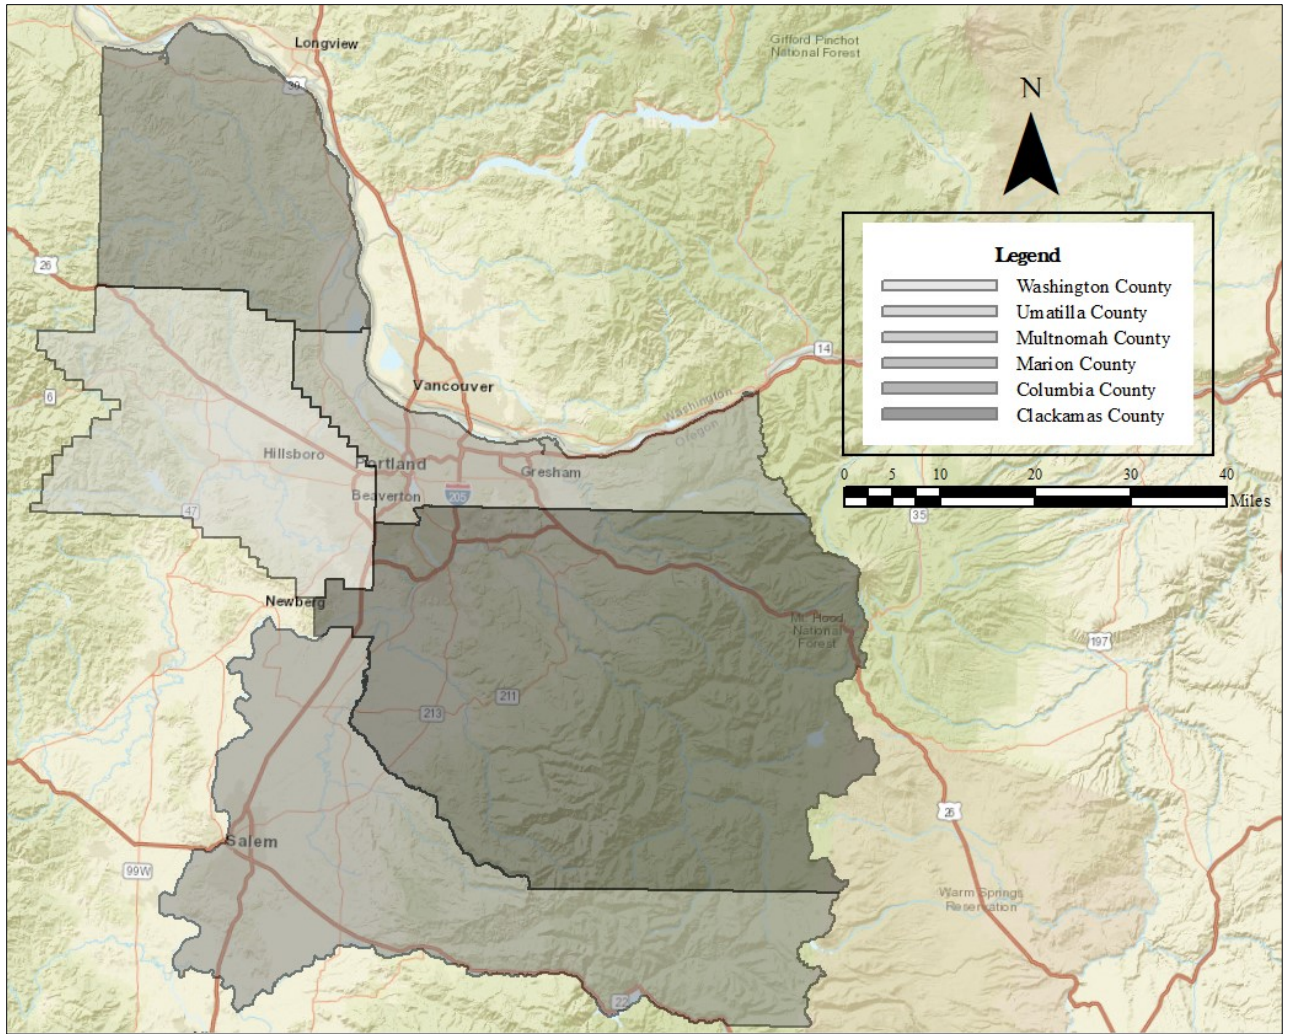 Longview
Gifford Pinchot
National Forest
30
N
26
Legend
Washington County
Umatilla County
Multnomah County
Marion County
Columbia County
Clackamas County
14
6
Vancouver
Washington
Oregon
Hillsboro
Portland
Gresham
Beaverton
205
47
0 5 10 20 30 40
Miles
35
Newberg
Mt. Hood
National
Forest
197
211
213
26
Salem
99W
Warm Springs
Reservation
22